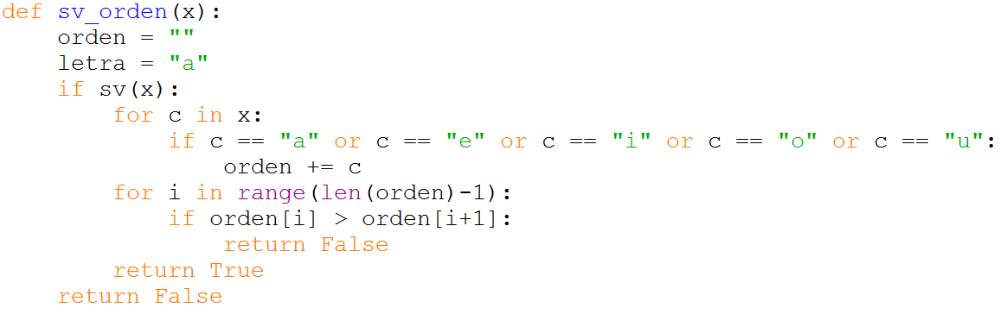 def sv_orden(x):
    orden = ""
    letra = "a"
    if sv(x):
        for c in x:
            if c == "a" or c == "e" or c == "i" or c == "o" or c == "u":
                orden += c
        for i in range(len(orden)-1):
            if orden[i] > orden[i+1]:
                return False
        return True
    return False